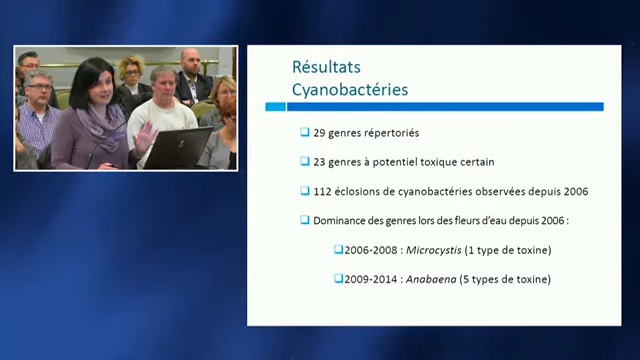 Résultats
Cyanobactéries
29 genres répertoriés
23 genres à potentiel toxique certain
112 éclosions de cyanobactéries observées depuis 2006
Dominance des genres lors des fleurs d’eau depuis 2006 :
2006-2008 : Microcystis (1 type de toxine)
2009-2014 : Anabaena (5 types de toxine)